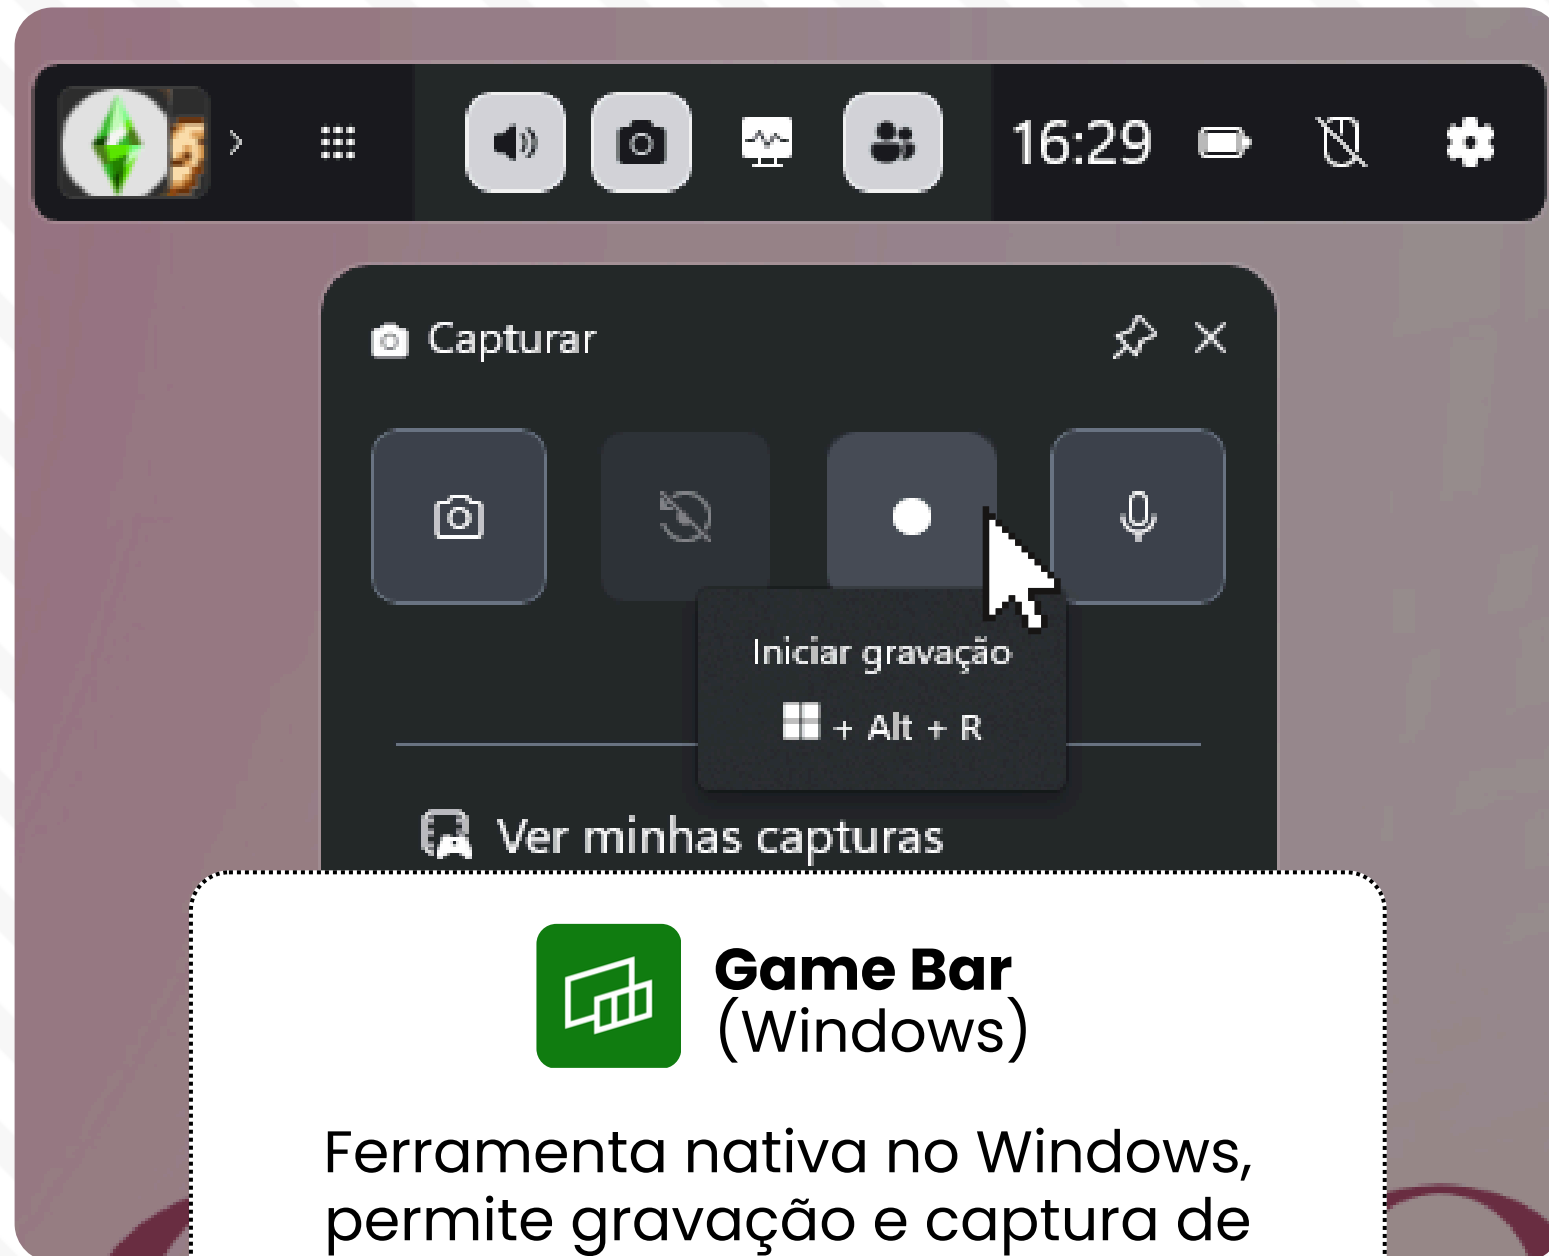 16:29
Capturar
Iniciar gravação
+ Alt + R
Ver minhas capturas
Game Bar
(Windows)
Ferramenta nativa no Windows,
permite gravação e captura de